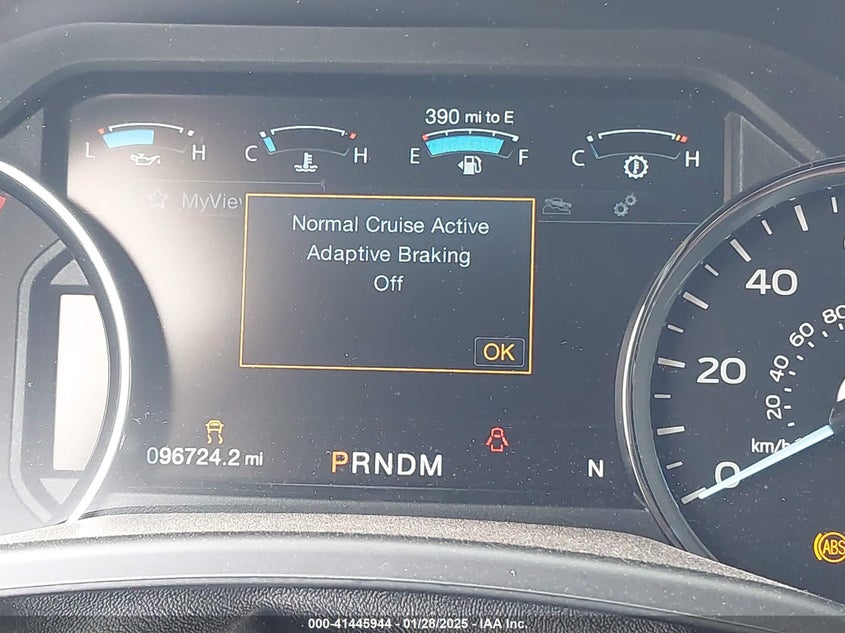 390 mi to E
L H C H E F C H
MyView
Normal Cruise Active
Adaptive Braking
Off
OK
096724.2 mi
PRNDM
N
40
20
0
80
60
40
20
km/h
ABS
000-41445944 - 01/28/2025 - IAA Inc.